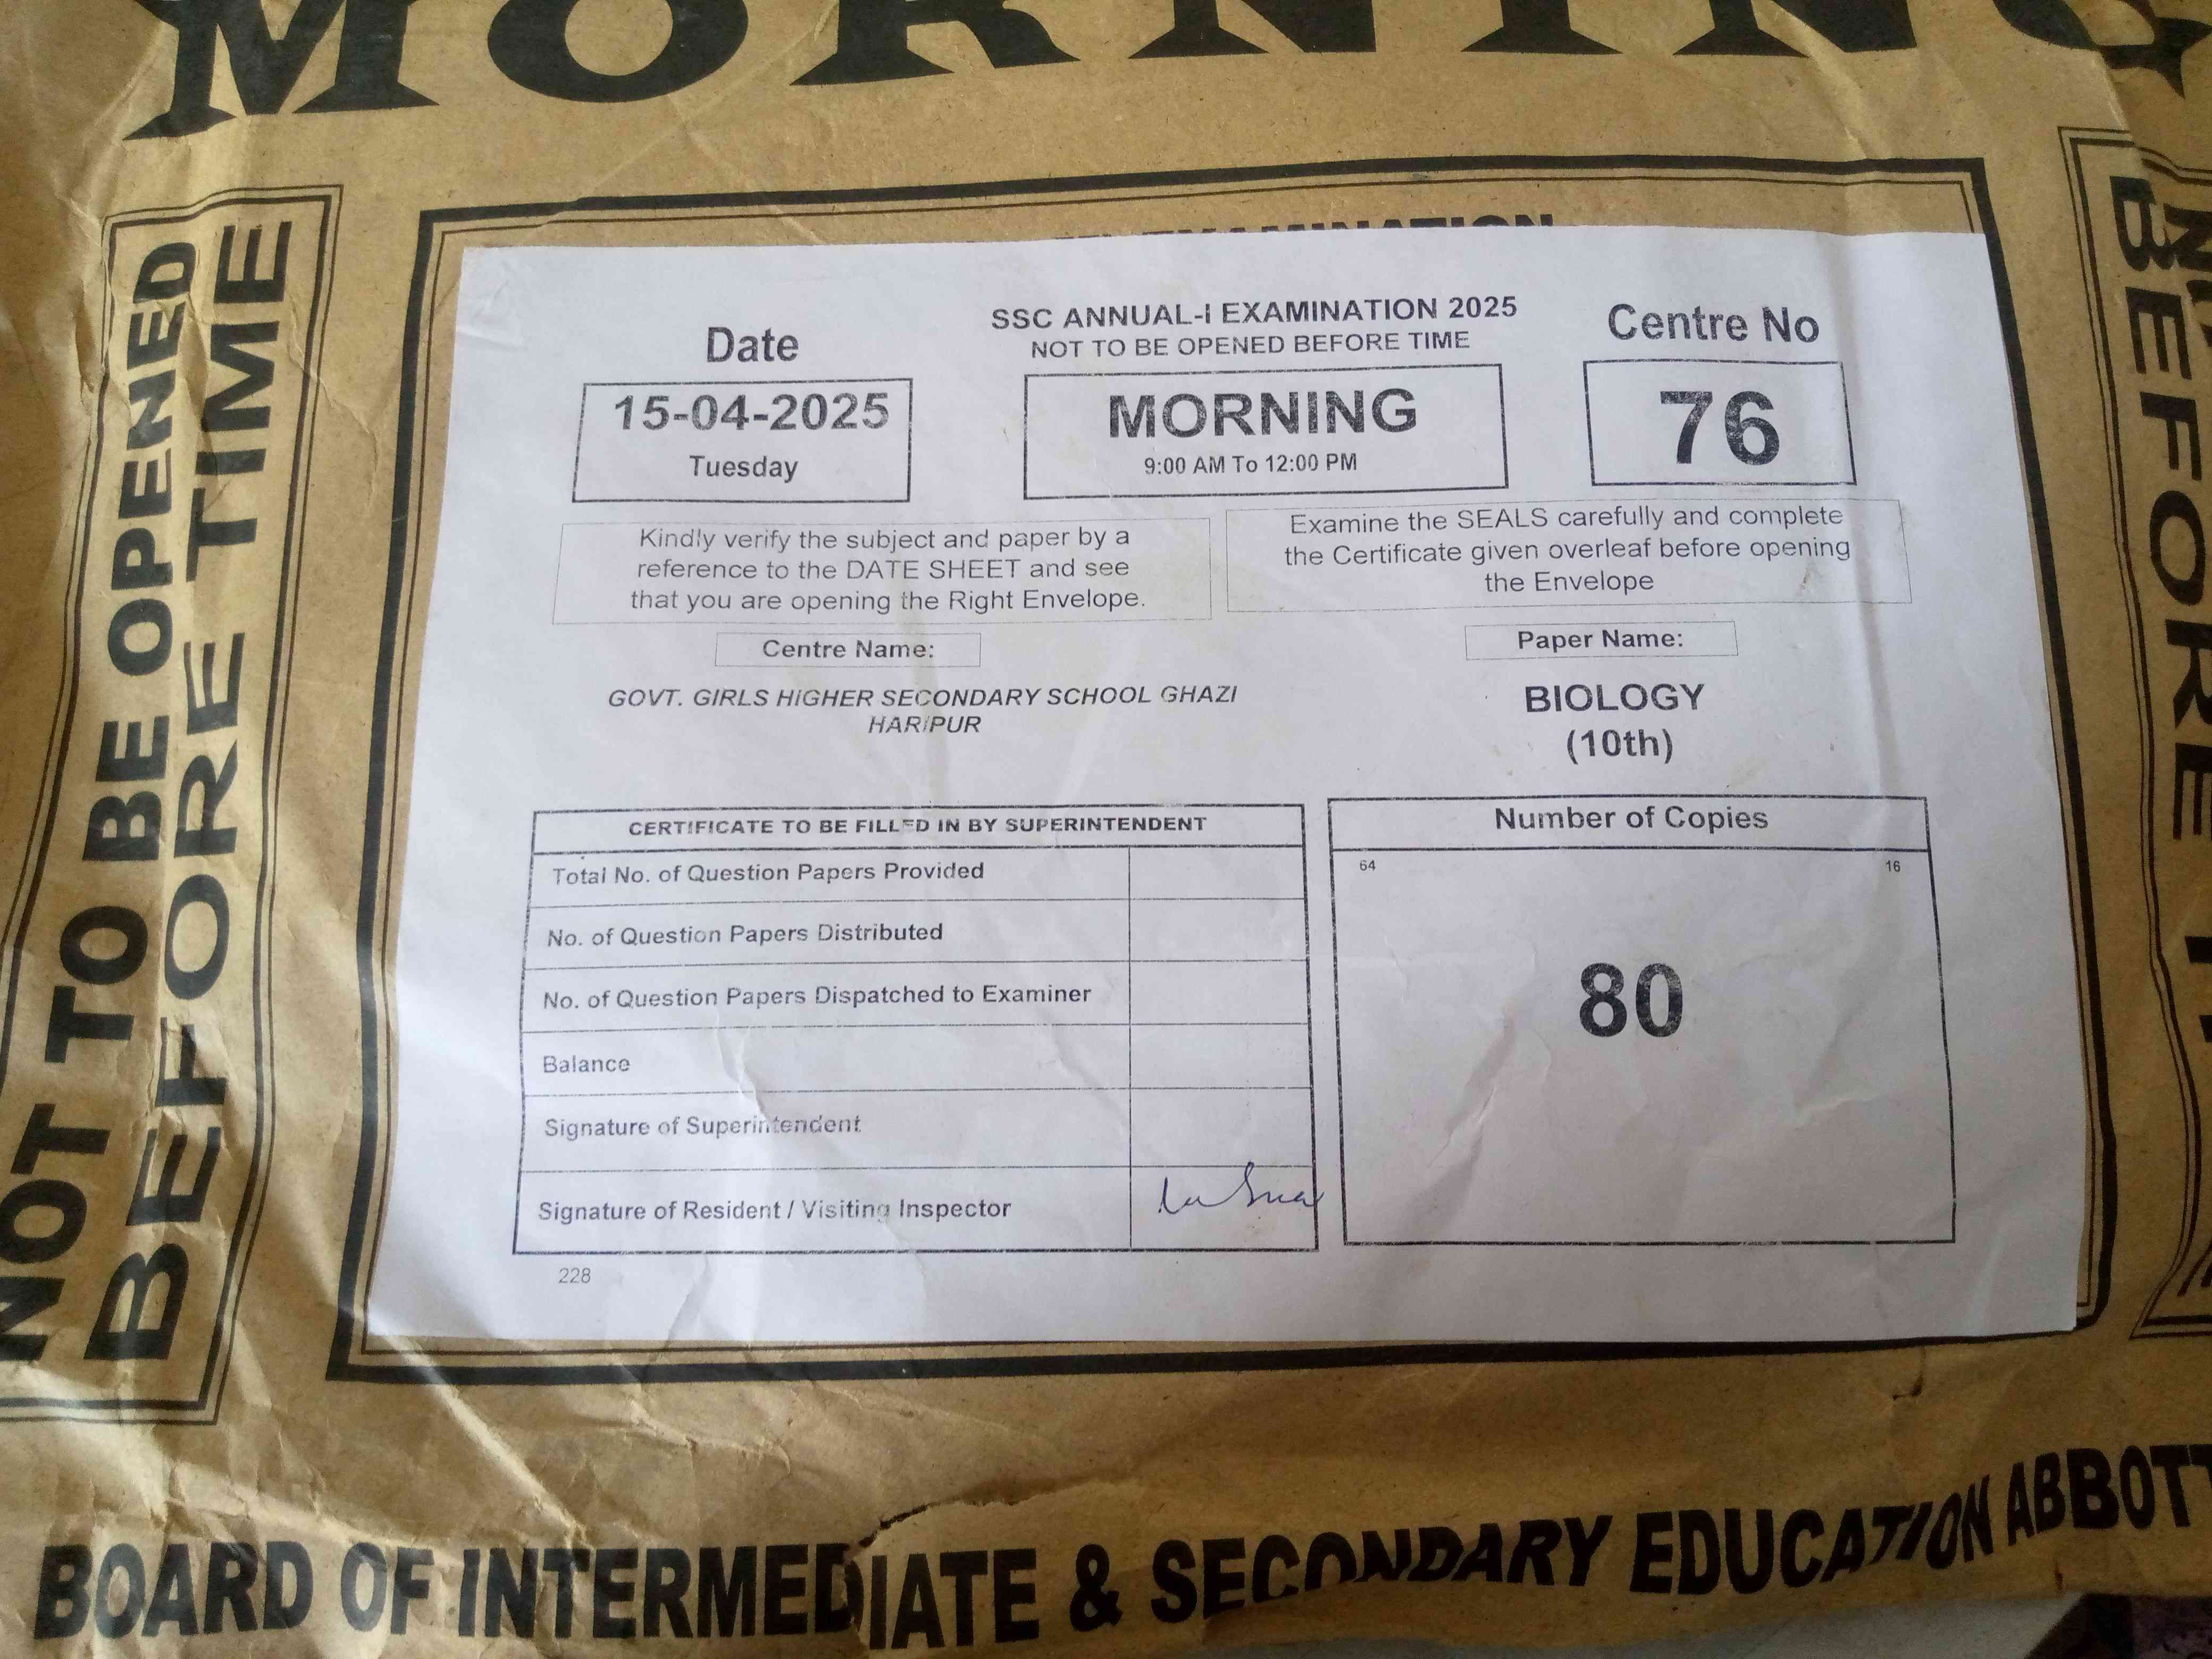 MORNING
NOT TO BE OPENED
BEFORE TIME
EXAMINATION
SSC ANNUAL-I EXAMINATION 2025
NOT TO BE OPENED BEFORE TIME
Date
15-04-2025
Tuesday
MORNING
9:00 AM To 12:00 PM
Centre No
76
Kindly verify the subject and paper by a
reference to the DATE SHEET and see
that you are opening the Right Envelope.
Examine the SEALS carefully and complete
the Certificate given overleaf before opening
the Envelope
Centre Name:
GOVT. GIRLS HIGHER SECONDARY SCHOOL GHAZI
HARIPUR
Paper Name:
BIOLOGY
(10th)
CERTIFICATE TO BE FILLED IN BY SUPERINTENDENT
Total No. of Question Papers Provided
No. of Question Papers Distributed
No. of Question Papers Dispatched to Examiner
Balance
Signature of Superintendent
Signature of Resident / Visiting Inspector
228
Number of Copies
64 16
80
BEFORE
BOARD OF INTERMEDIATE & SECONDARY EDUCATION ABBOTT